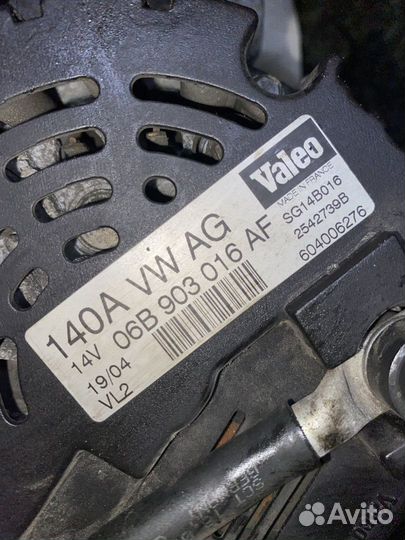 Valeo
MADE IN FRANCE
SG14B016
2542739B
604006276
140A VW AG
14V 06B 903 016 AF
19/04
VL2
Avito